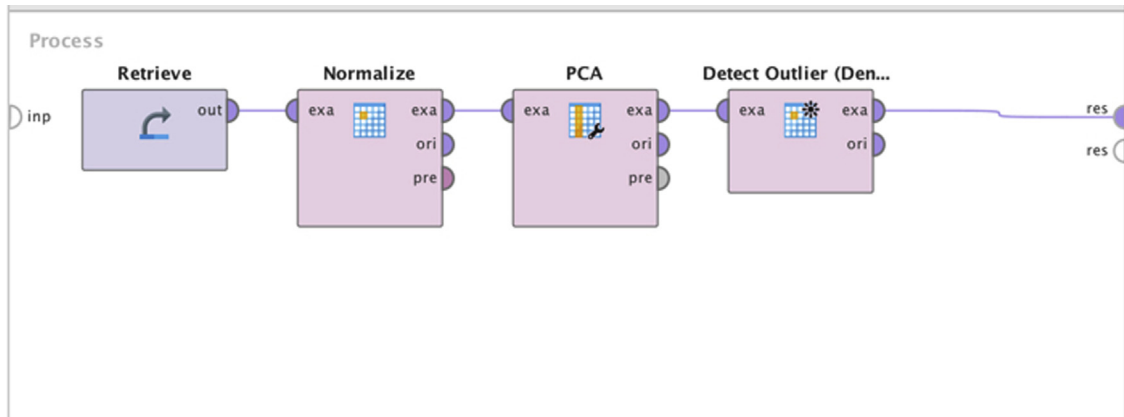 Process
Retrieve Normalize PCA Detect Outlier (Den...
inp out exa exa exa exa exa exa res
ori ori ori res
pre pre